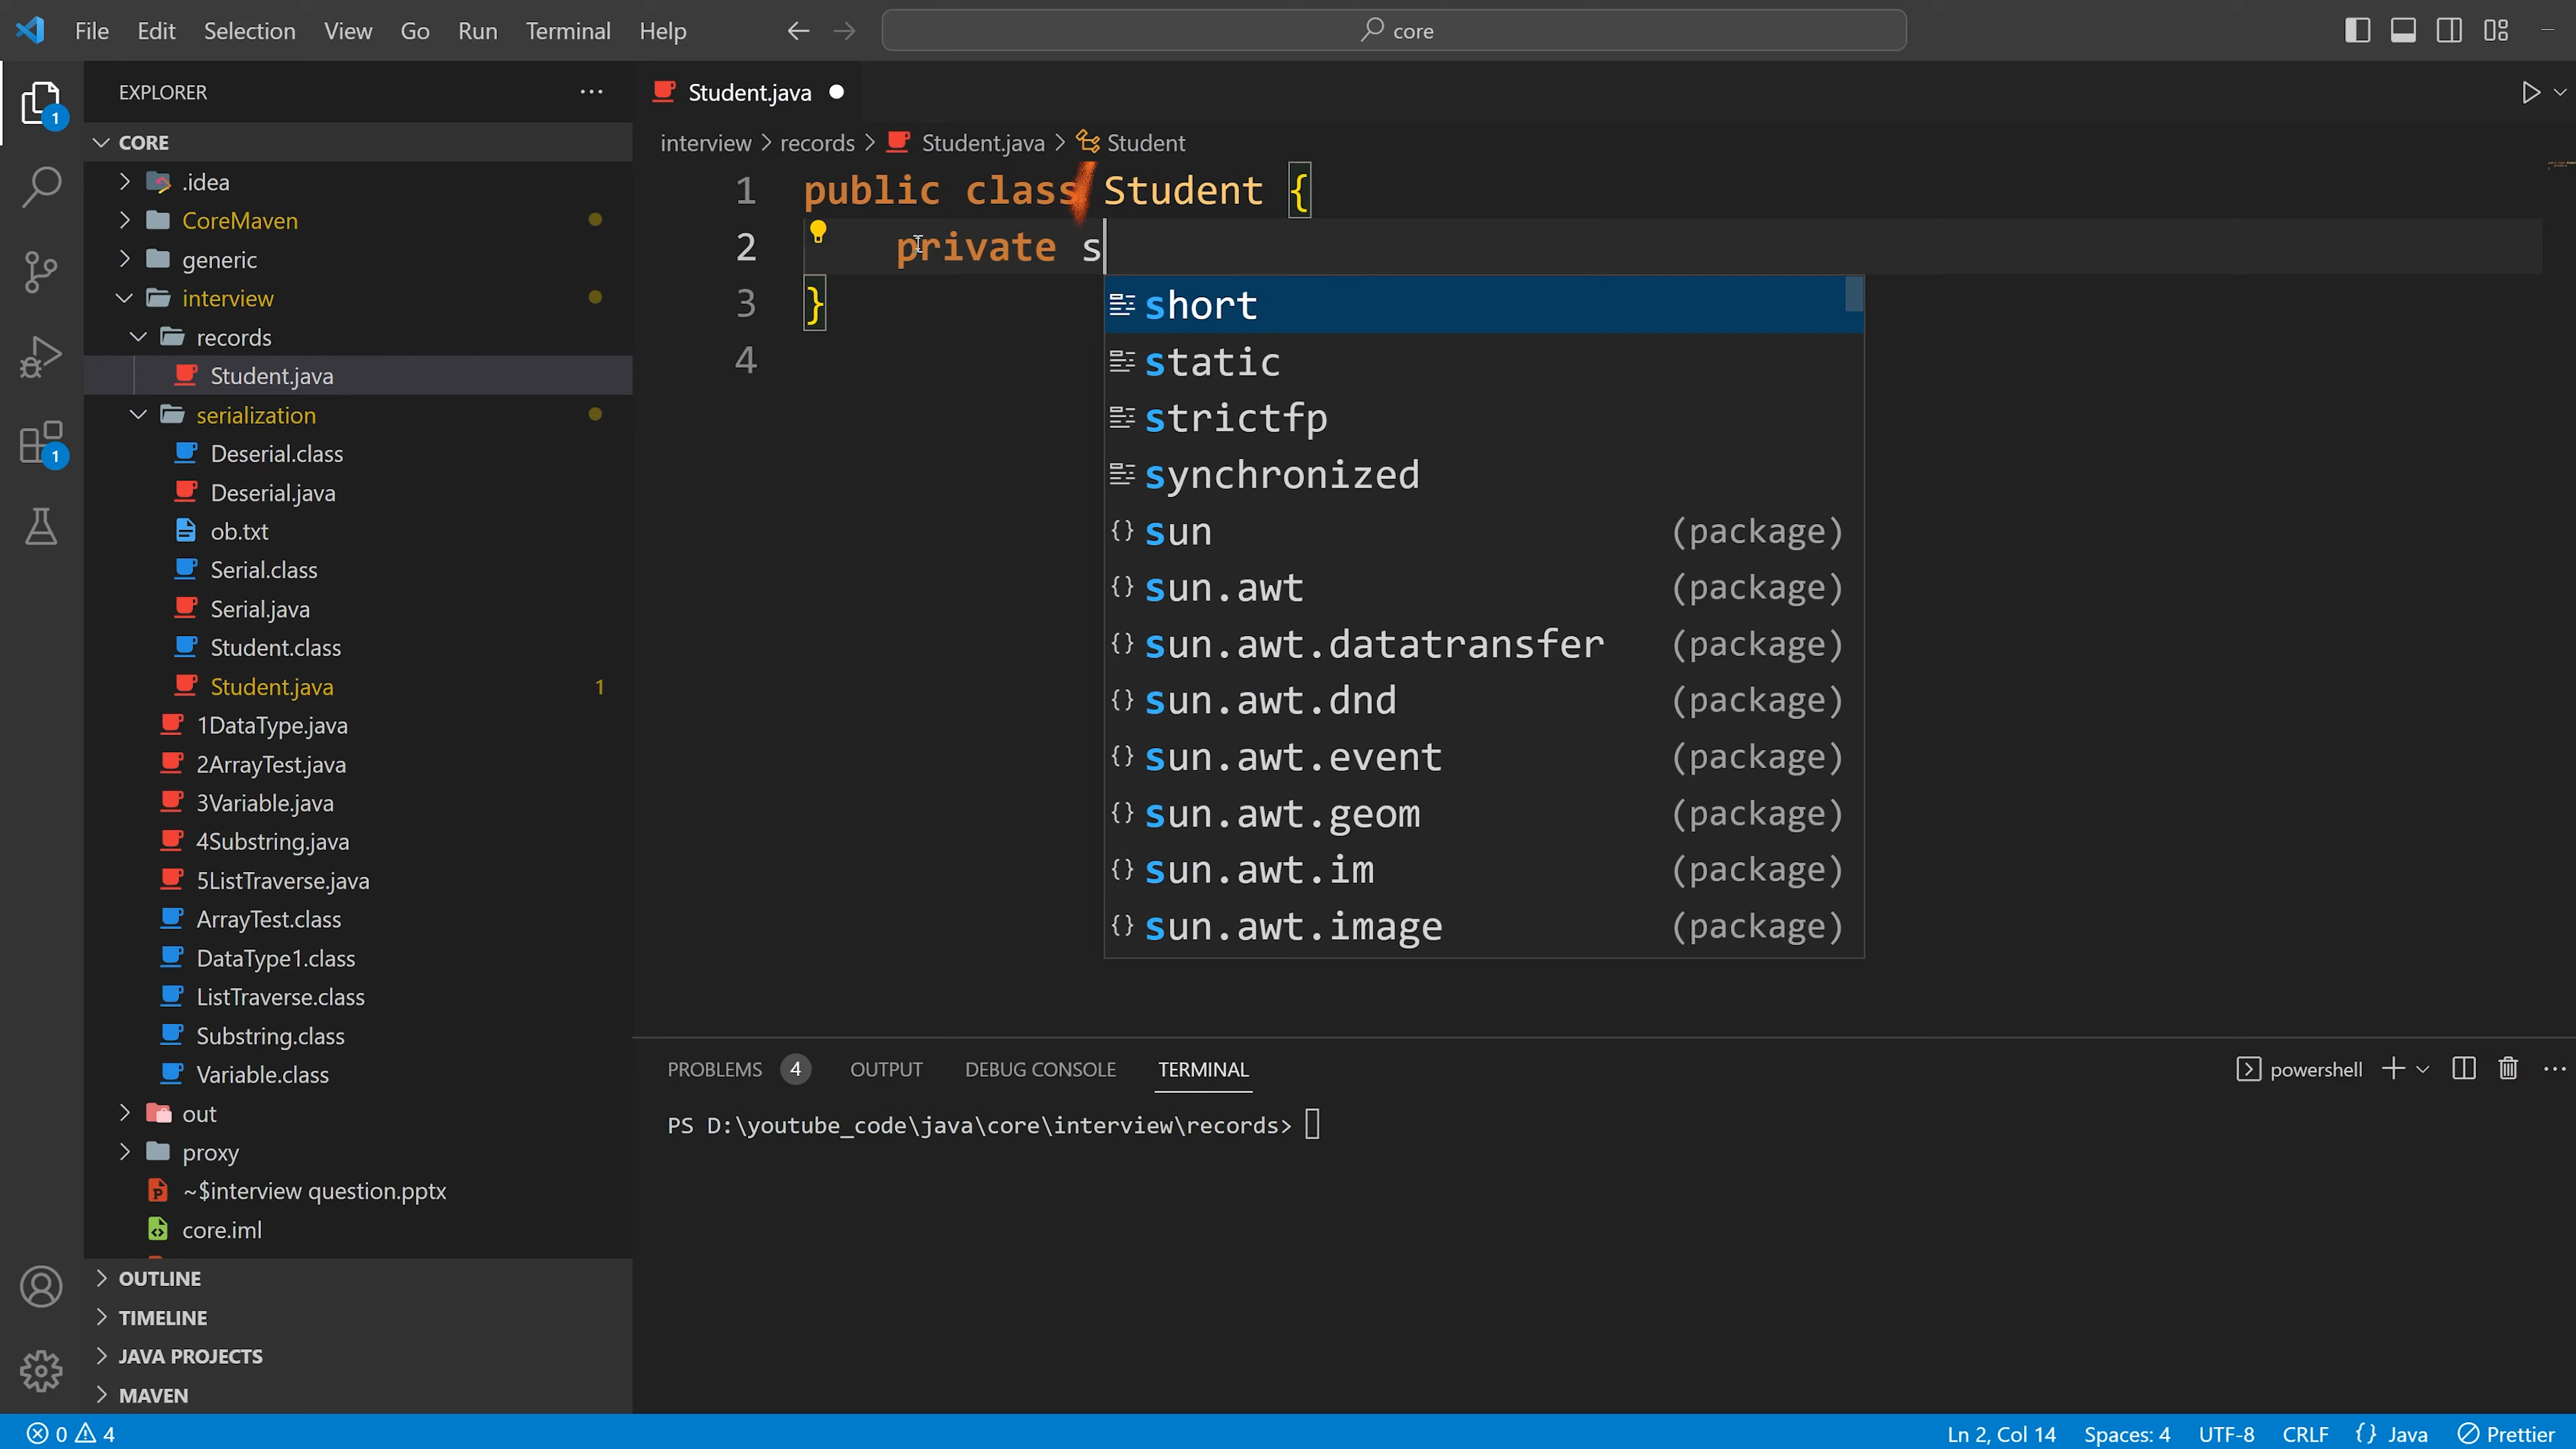 File Edit Selection View Go Run Terminal Help
core
EXPLORER
CORE
.idea
CoreMaven
generic
interview
records
Student.java
serialization
Deserial.class
Deserial.java
ob.txt
Serial.class
Serial.java
Student.class
Student.java 1
1DataType.java
2ArrayTest.java
3Variable.java
4Substring.java
5ListTraverse.java
ArrayTest.class
DataType1.class
ListTraverse.class
Substring.class
Variable.class
out
proxy
~$interview question.pptx
core.iml
OUTLINE
TIMELINE
JAVA PROJECTS
MAVEN
1
1
Student.java
interview > records > Student.java > Student
1 public class Student {
2 private s
3 }
4
short
static
strictfp
synchronized
sun (package)
sun.awt (package)
sun.awt.datatransfer (package)
sun.awt.dnd (package)
sun.awt.event (package)
sun.awt.geom (package)
sun.awt.im (package)
sun.awt.image (package)
PROBLEMS 4 OUTPUT DEBUG CONSOLE TERMINAL
powershell
PS D:\youtube_code\java\core\interview\records>
0 4
Ln 2, Col 14 Spaces: 4 UTF-8 CRLF {} Java Prettier